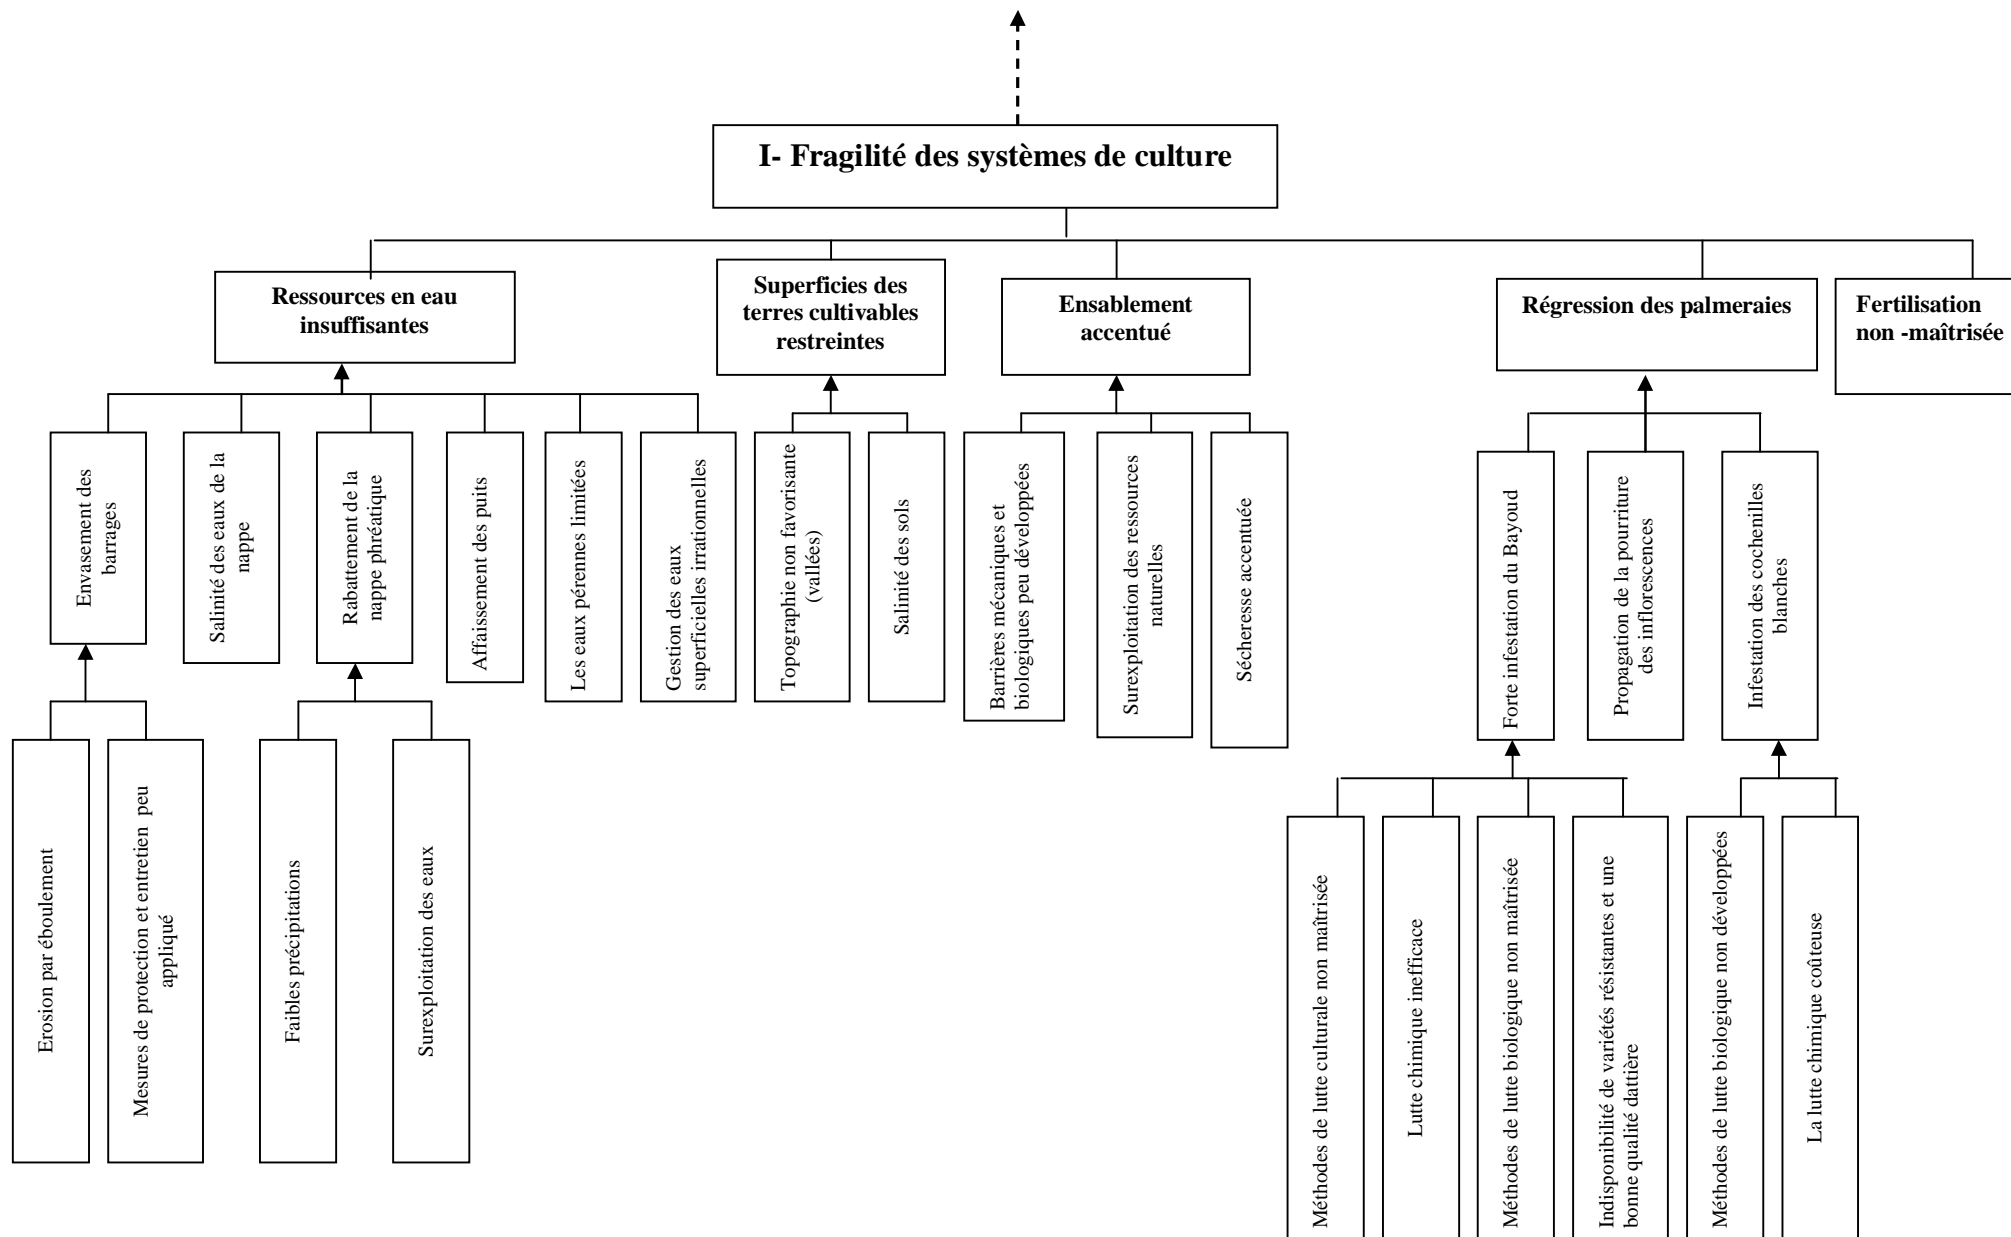 I- Fragilité des systèmes de culture
Ressources en eau
insuffisantes
Superficies des
terres cultivables
restreintes
Ensablement
accentué
Régression des palmeraies
Fertilisation
non -maîtrisée
Envasement des
barrages
Salinité des eaux de la
nappe
Rabattement de la
nappe phréatique
Affaissement des puits
Les eaux pérennes limitées
Gestion des eaux
superficielles irrationnelles
Topographie non favorisante
(vallées)
Salinité des sols
Barrières mécaniques et
biologiques peu développées
Surexploitation des ressources
naturelles
Sécheresse accentuée
Forte infestation du Bayoud
Propagation de la pourriture
des inflorescences
Infestation des cochenilles
blanches
Erosion par éboulement
Mesures de protection et entretien peu
appliqué
Faibles précipitations
Surexploitation des eaux
Méthodes de lutte culturale non maîtrisée
Lutte chimique inefficace
Méthodes de lutte biologique non maîtrisée
Indisponibilité de variétés résistantes et une
bonne qualité dattière
Méthodes de lutte biologique non développées
La lutte chimique coûteuse